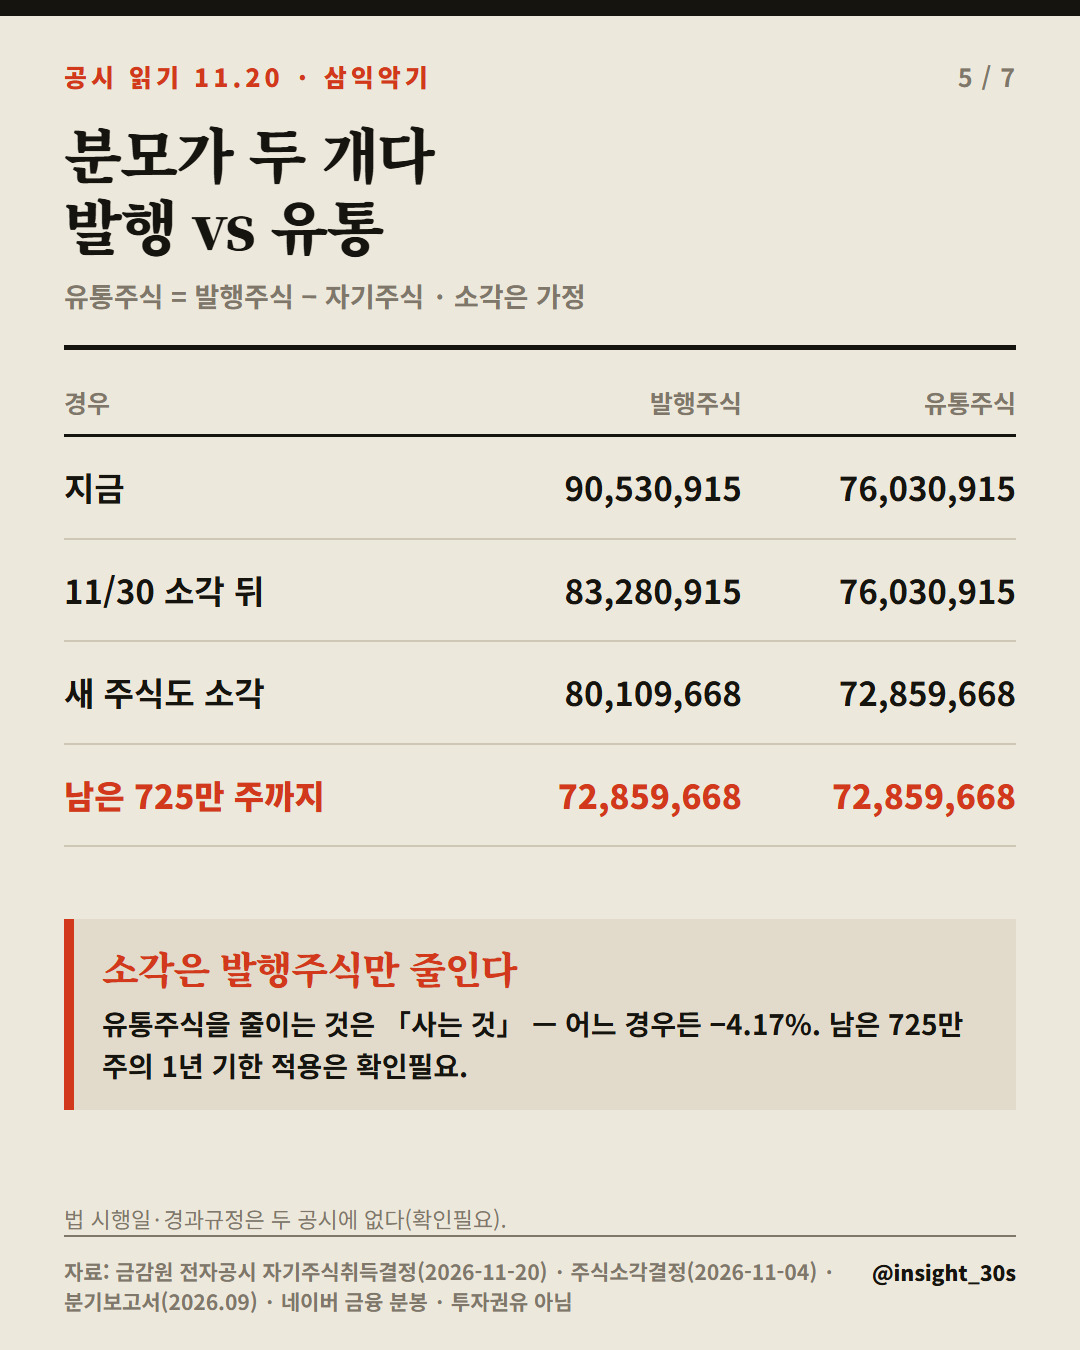 공시 읽기 11.20 · 삼익악기
5 / 7
분모가 두 개다
발행 vs 유통
유통주식 = 발행주식 − 자기주식 · 소각은 가정
경우 발행주식 유통주식
지금 90,530,915 76,030,915
11/30 소각 뒤 83,280,915 76,030,915
새 주식도 소각 80,109,668 72,859,668
남은 725만 주까지 72,859,668 72,859,668
소각은 발행주식만 줄인다
유통주식을 줄이는 것은 「사는 것」 — 어느 경우든 −4.17%. 남은 725만
주의 1년 기한 적용은 확인필요.
법 시행일·경과규정은 두 공시에 없다(확인필요).
자료: 금감원 전자공시 자기주식취득결정(2026-11-20) · 주식소각결정(2026-11-04) ·
분기보고서(2026.09) · 네이버 금융 분봉 · 투자권유 아님
@insight_30s